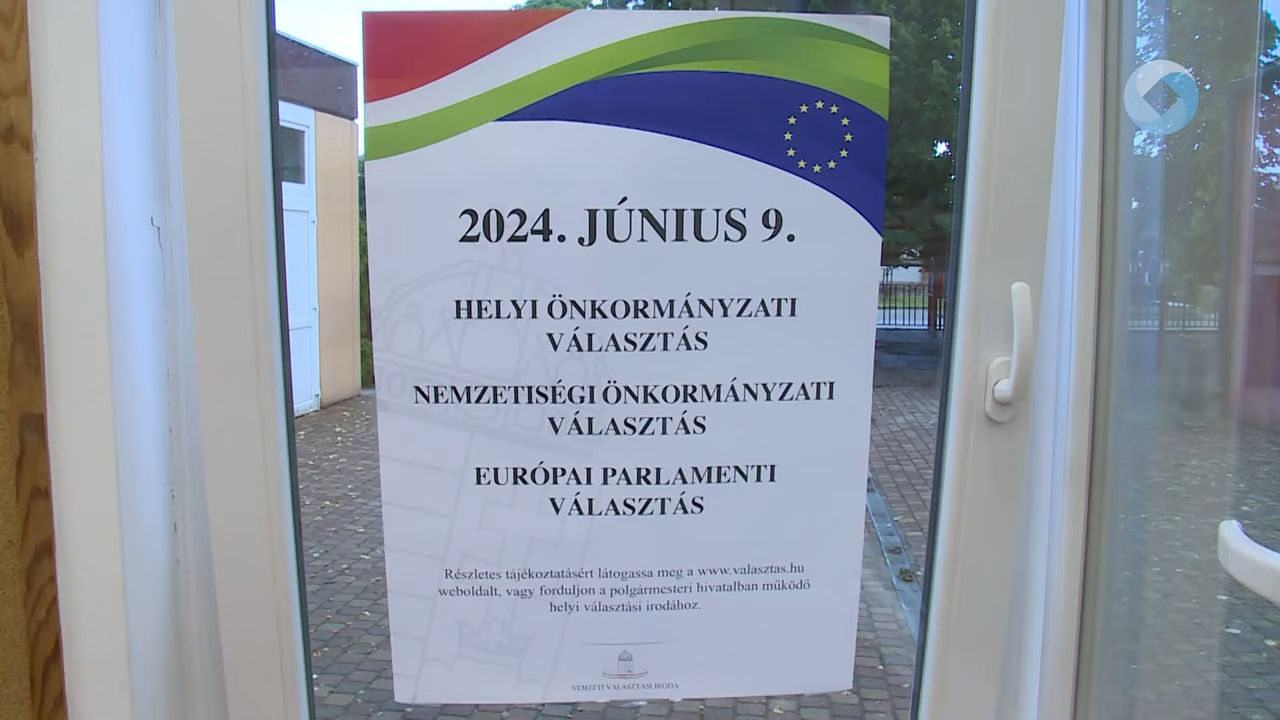 2024. JÚNIUS 9.
HELYI ÖNKORMÁNYZATI
VÁLASZTÁS
NEMZETISÉGI ÖNKORMÁNYZATI
VÁLASZTÁS
EURÓPAI PARLAMENTI
VÁLASZTÁS
Részletes tájékoztatásért látogassa meg a www.valasztas.hu
weboldalt, vagy forduljon a polgármesteri hivatalban működő
helyi választási irodához.
NEMZETI VÁLASZTÁSI IRODA